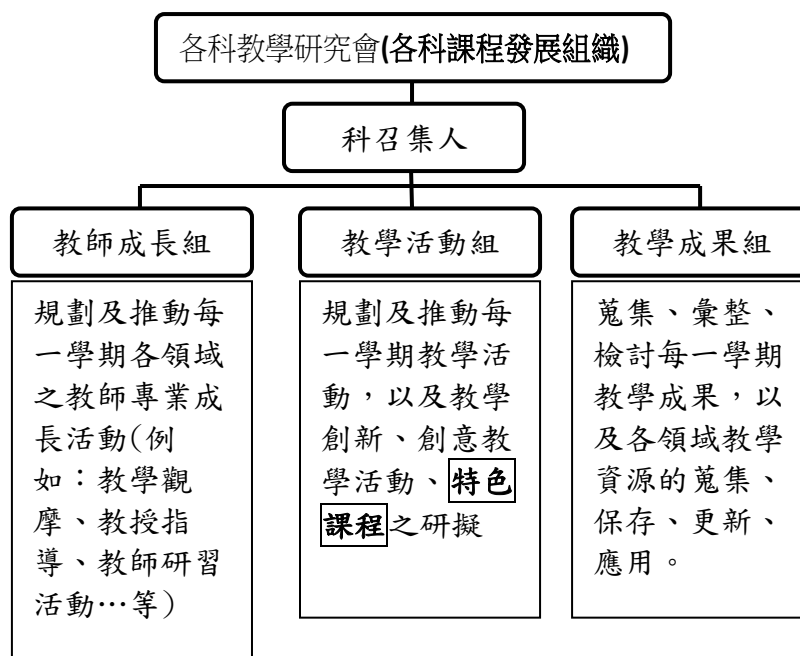 各科教學研究會(各科課程發展組織)
科召集人
教師成長組
規劃及推動每
一學期各領域
之教師專業成
長活動(例
如：教學觀
摩、教授指
導、教師研習
活動…等)
教學活動組
規劃及推動每
一學期教學活
動，以及教學
創新、創意教
學活動、特色
課程之研擬
教學成果組
蒐集、彙整、
檢討每一學期
教學成果，以
及各領域教學
資源的蒐集、
保存、更新、
應用。